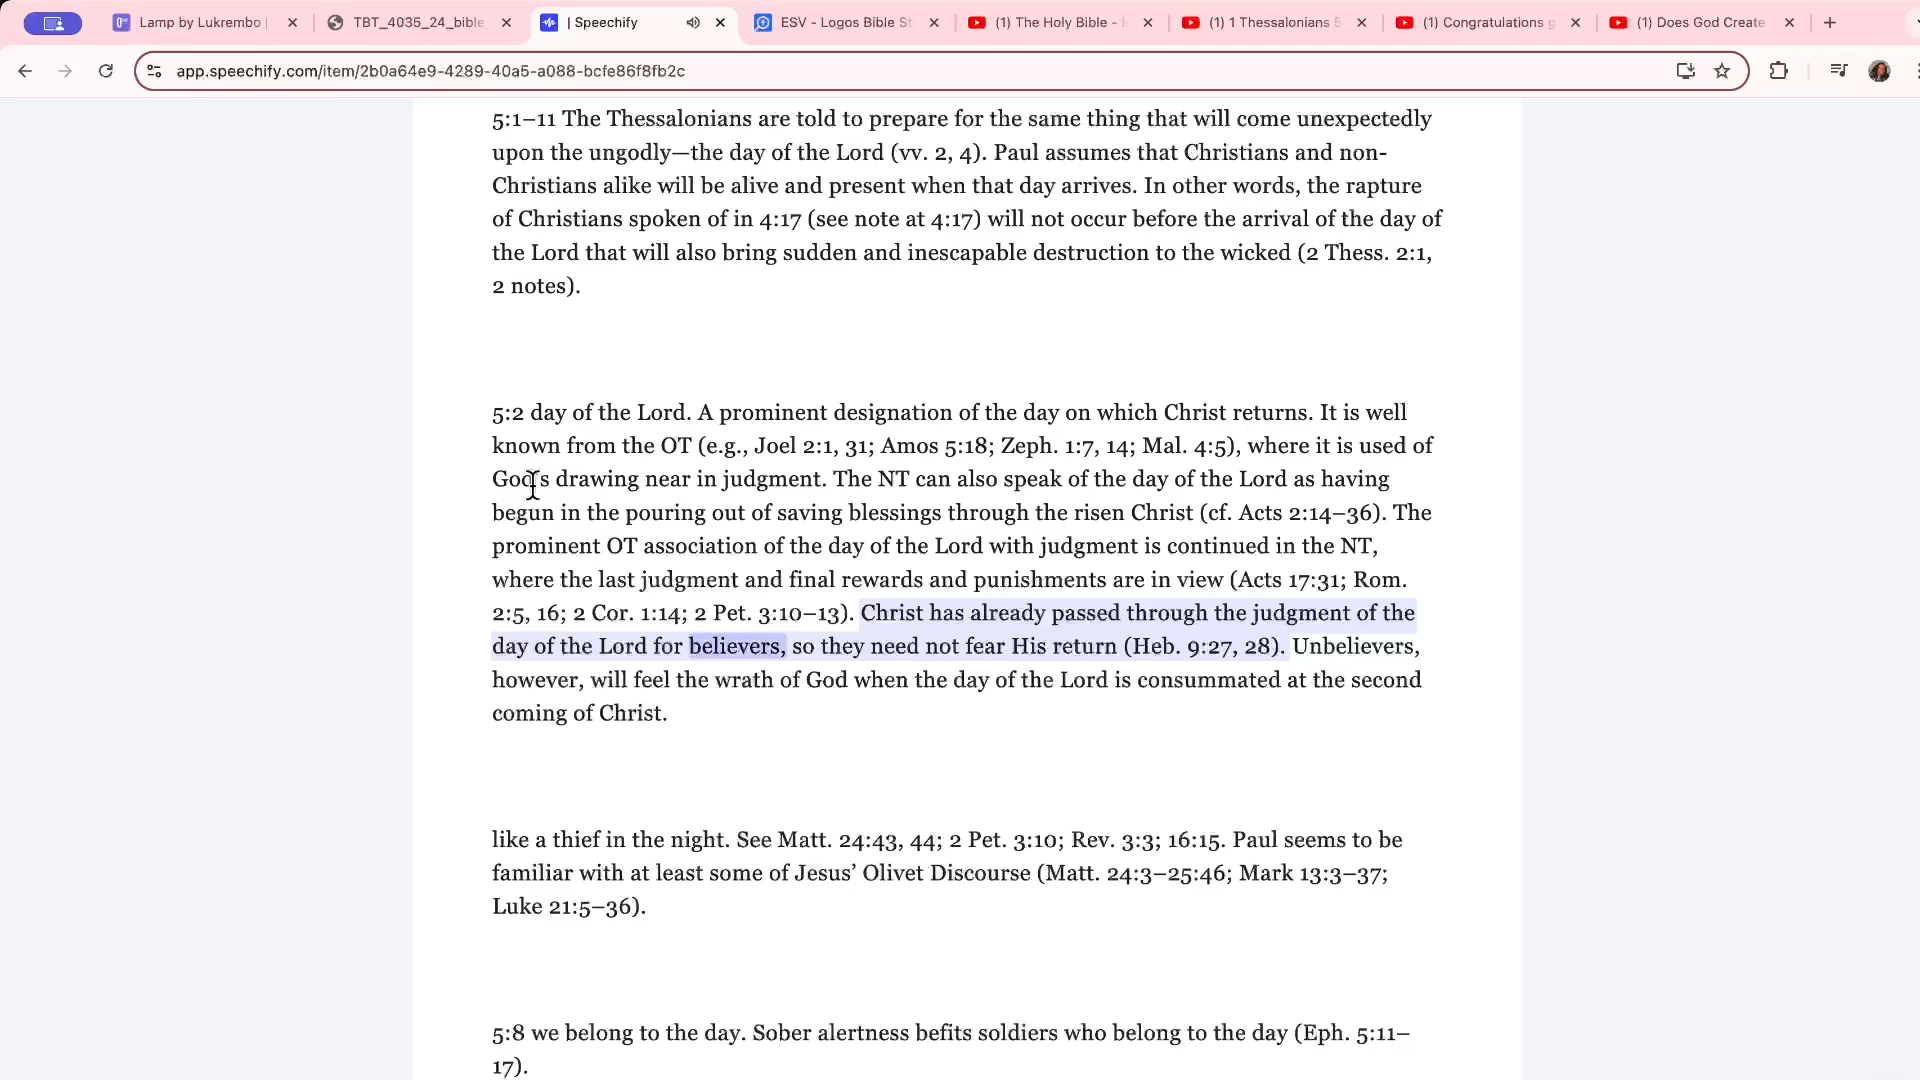 Lamp by Lukrembo |
TBT_4035_24_bible
| Speechify
ESV - Logos Bible St
(1) The Holy Bible -
(1) 1 Thessalonians 5
(1) Congratulations g
(1) Does God Create
app.speechify.com/item/2b0a64e9-4289-40a5-a088-bcfe86f8fb2c
5:1–11 The Thessalonians are told to prepare for the same thing that will come unexpectedly
upon the ungodly—the day of the Lord (vv. 2, 4). Paul assumes that Christians and non-
Christians alike will be alive and present when that day arrives. In other words, the rapture
of Christians spoken of in 4:17 (see note at 4:17) will not occur before the arrival of the day of
the Lord that will also bring sudden and inescapable destruction to the wicked (2 Thess. 2:1,
2 notes).
5:2 day of the Lord. A prominent designation of the day on which Christ returns. It is well
known from the OT (e.g., Joel 2:1, 31; Amos 5:18; Zeph. 1:7, 14; Mal. 4:5), where it is used of
God's drawing near in judgment. The NT can also speak of the day of the Lord as having
begun in the pouring out of saving blessings through the risen Christ (cf. Acts 2:14–36). The
prominent OT association of the day of the Lord with judgment is continued in the NT,
where the last judgment and final rewards and punishments are in view (Acts 17:31; Rom.
2:5, 16; 2 Cor. 1:14; 2 Pet. 3:10–13). Christ has already passed through the judgment of the
day of the Lord for believers, so they need not fear His return (Heb. 9:27, 28). Unbelievers,
however, will feel the wrath of God when the day of the Lord is consummated at the second
coming of Christ.
like a thief in the night. See Matt. 24:43, 44; 2 Pet. 3:10; Rev. 3:3; 16:15. Paul seems to be
familiar with at least some of Jesus’ Olivet Discourse (Matt. 24:3–25:46; Mark 13:3–37;
Luke 21:5–36).
5:8 we belong to the day. Sober alertness befits soldiers who belong to the day (Eph. 5:11–
17).